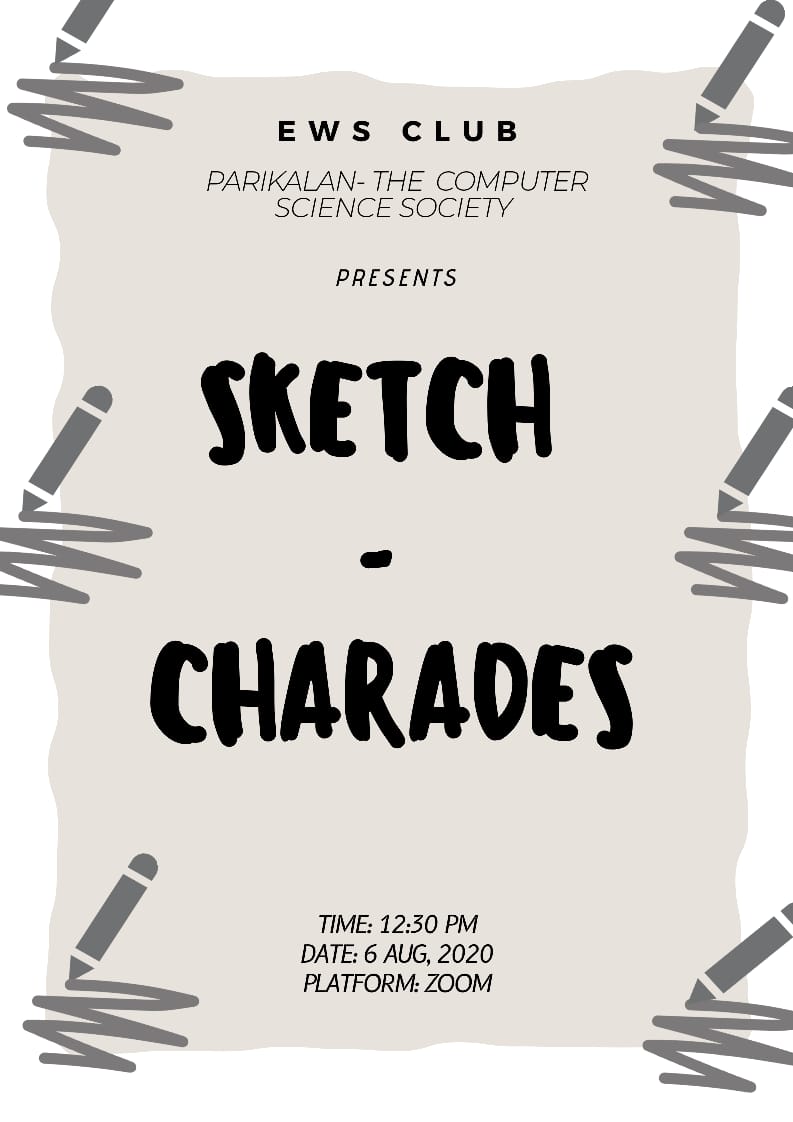 EWS CLUB
PARIKALAN- THE COMPUTER
SCIENCE SOCIETY
PRESENTS
SKETCH
-
CHARADES
TIME: 12:30 PM
DATE: 6 AUG, 2020
PLATFORM: ZOOM